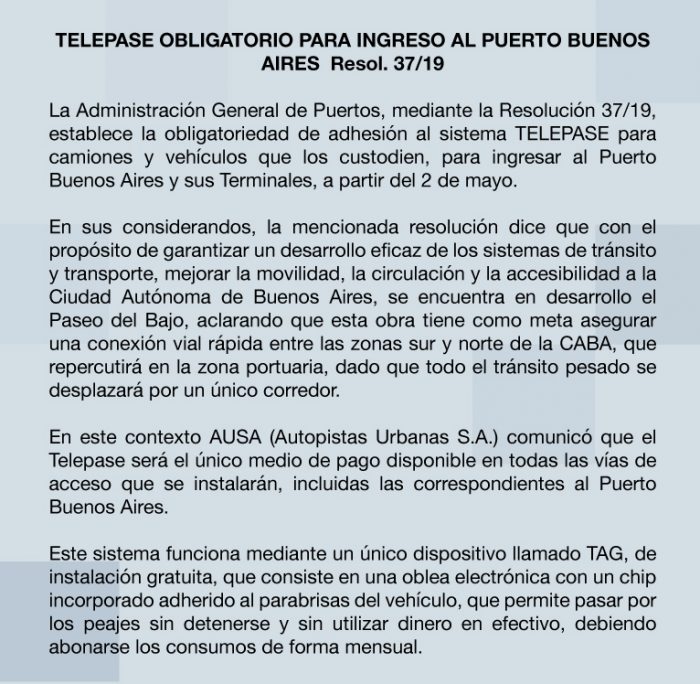 TELEPASE OBLIGATORIO PARA INGRESO AL PUERTO BUENOS
AIRES Resol. 37/19
La Administración General de Puertos, mediante la Resolución 37/19,
establece la obligatoriedad de adhesión al sistema TELEPASE para
camiones y vehículos que los custodien, para ingresar al Puerto
Buenos Aires y sus Terminales, a partir del 2 de mayo.
En sus considerandos, la mencionada resolución dice que con el
propósito de garantizar un desarrollo eficaz de los sistemas de tránsito
y transporte, mejorar la movilidad, la circulación y la accesibilidad a la
Ciudad Autónoma de Buenos Aires, se encuentra en desarrollo el
Paseo del Bajo, aclarando que esta obra tiene como meta asegurar
una conexión vial rápida entre las zonas sur y norte de la CABA, que
repercutirá en la zona portuaria, dado que todo el tránsito pesado se
desplazará por un único corredor.
En este contexto AUSA (Autopistas Urbanas S.A.) comunicó que el
Telepase será el único medio de pago disponible en todas las vías de
acceso que se instalarán, incluidas las correspondientes al Puerto
Buenos Aires.
Este sistema funciona mediante un único dispositivo llamado TAG, de
instalación gratuita, que consiste en una oblea electrónica con un chip
incorporado adherido al parabrisas del vehículo, que permite pasar por
los peajes sin detenerse y sin utilizar dinero en efectivo, debiendo
abonarse los consumos de forma mensual.